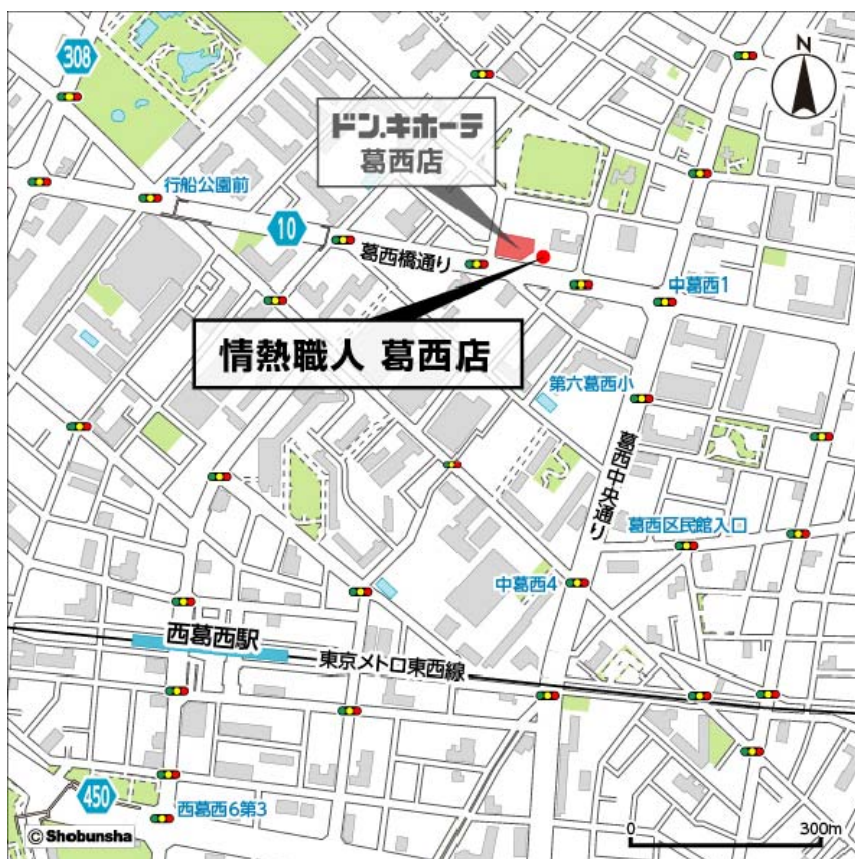 308
N
ドン.キホーテ
葛西店
行船公園前
10
葛西橋通り
中葛西1
情熱職人 葛西店
第六葛西小
葛西中央通り
葛西区民館入口
中葛西4
西葛西駅
東京メトロ東西線
450
西葛西6第3
© Shobunsha
0 300m